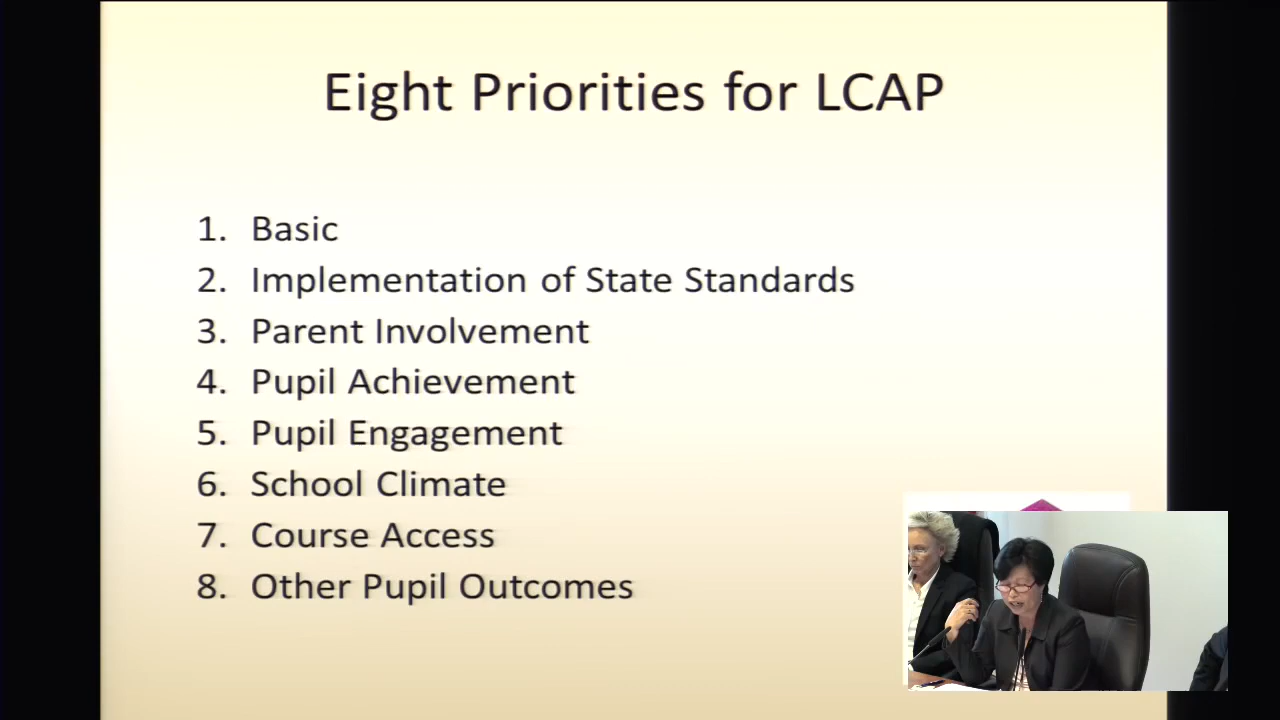 Eight Priorities for LCAP
1. Basic
2. Implementation of State Standards
3. Parent Involvement
4. Pupil Achievement
5. Pupil Engagement
6. School Climate
7. Course Access
8. Other Pupil Outcomes